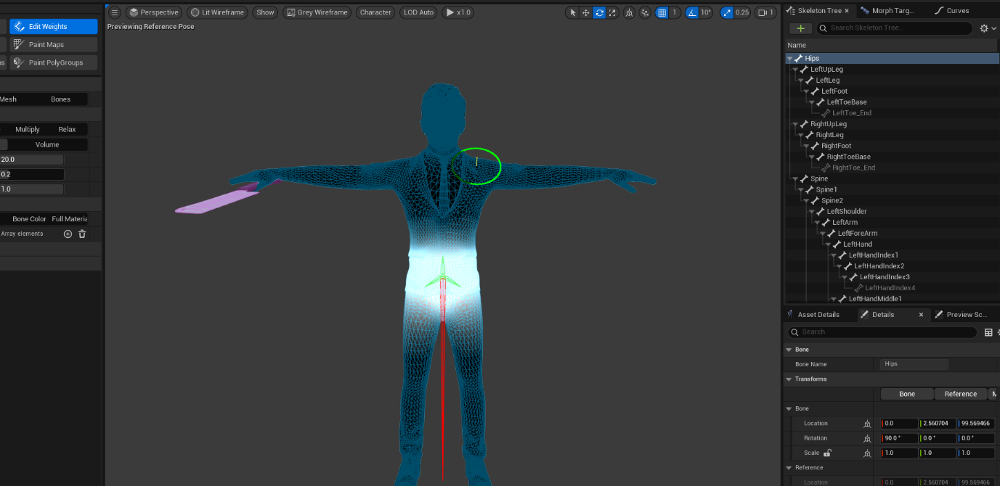 Perspective
Lit Wireframe
Show
Grey Wireframe
Character
LOD Auto
x1.0
1
10°
0.25
1
Previewing Reference Pose
Edit Weights
Paint Maps
Paint PolyGroups
Mesh
Bones
Multiply
Relax
Volume
20.0
0.2
1.0
Bone Color
Full Materia
Array elements
Skeleton Tree
Morph Targ...
Curves
Search Skeleton Tree...
Name
Hips
LeftUpLeg
LeftLeg
LeftFoot
LeftToeBase
LeftToe_End
RightUpLeg
RightLeg
RightFoot
RightToeBase
RightToe_End
Spine
Spine1
Spine2
LeftShoulder
LeftArm
LeftForeArm
LeftHand
LeftHandIndex1
LeftHandIndex2
LeftHandIndex3
LeftHandIndex4
LeftHandMiddle1
Asset Details
Details
Preview Sc...
Search
Bone
Bone Name
Hips
Transforms
Bone
Reference
Bone
Location
0.0
2.560704
99.569466
Rotation
90.0 °
0.0 °
0.0 °
Scale
1.0
1.0
1.0
Reference
Location
0.0
2.560704
99.569466